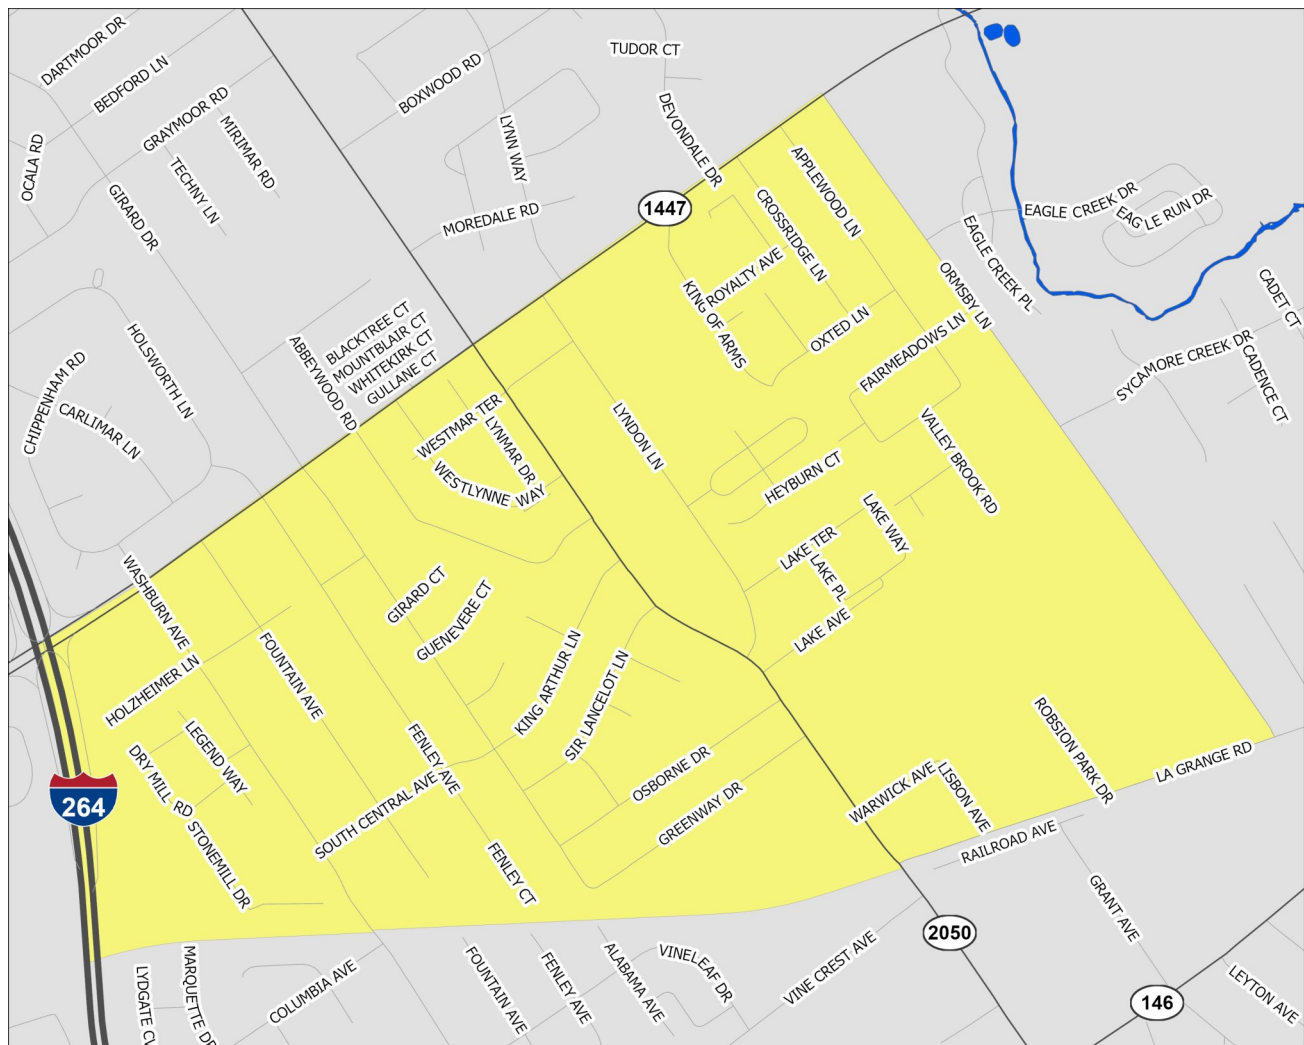 DARTMOOR DR
BEDFORD LN
TUDOR CT
BOXWOOD RD
GRAYMOOR RD
MIRIMAR RD
OCALA RD
TECHNY LN
LYNN WAY
DEVONDALE DR
APPLEWOOD LN
GIRARD DR
MOREDALE RD
1447
CROSSRIDGE LN
EAGLE CREEK DR
EAGLE RUN DR
EAGLE CREEK PL
ROYALTY AVE
KING OF ARMS
ORMSBY LN
CADET CT
BLACKTREE CT
MOUNTBLAIR CT
WHITEKIRK CT
GULLANE CT
OXTED LN
FAIRMEADOWS LN
HOLSWORTH LN
ABBEYWOOD RD
SYCAMORE CREEK DR
CADENCE CT
CHIPPENHAM RD
CARLIMAR LN
WESTMAR TER
LYNMAR DR
LYNDON LN
VALLEY BROOK RD
WESTLYNNE WAY
HEYBURN CT
LAKE WAY
LAKE TER
LAKE PL
WASHBURN AVE
GIRARD CT
GUENEVERE CT
LAKE AVE
HOLZHEIMER LN
FOUNTAIN AVE
KING ARTHUR LN
SIR LANCELOT LN
LEGEND WAY
DRY MILL RD
FENLEY AVE
ROBSION PARK DR
LA GRANGE RD
264
SOUTH CENTRAL AVE
OSBORNE DR
GREENWAY DR
WARWICK AVE
LISBON AVE
STONEMILL DR
FENLEY CT
RAILROAD AVE
GRANT AVE
2050
LYDGATE
MARQUETTE DR
COLUMBIA AVE
FOUNTAIN AVE
FENLEY AVE
ALABAMA AVE
VINELEAF DR
VINE CREST AVE
146
LEYTON AVE